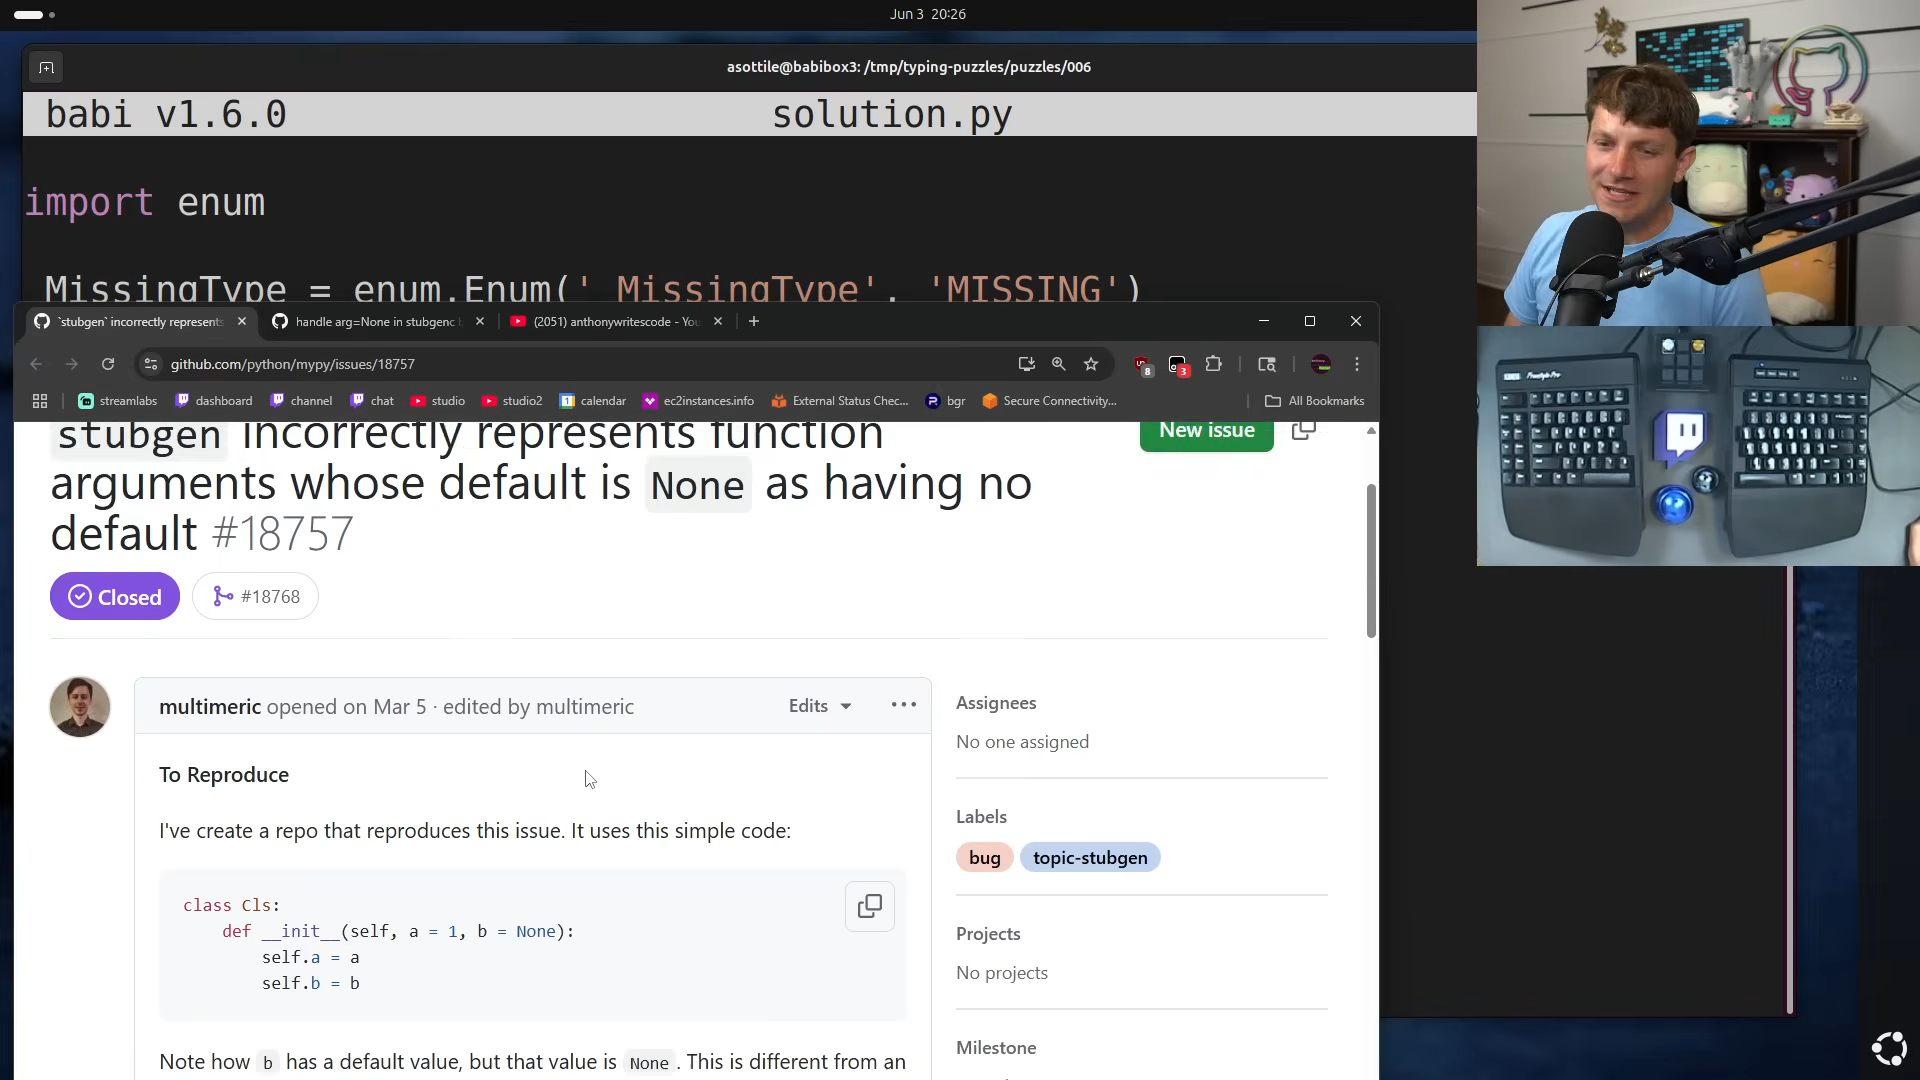 Jun 3 20:26
asottile@babibox3: /tmp/typing-puzzles/puzzles/006
babi v1.6.0 solution.py
import enum
MissingType = enum.Enum('_MissingType', 'MISSING')
`stubgen` incorrectly represents
handle arg=None in stubgenc
(2051) anthonywritescode - You
github.com/python/mypy/issues/18757
8
3
streamlabs dashboard channel chat studio studio2 calendar ec2instances.info External Status Chec... bgr Secure Connectivity... All Bookmarks
stubgen incorrectly represents function
arguments whose default is None as having no
default #18757
New issue
Closed #18768
multimeric opened on Mar 5 · edited by multimeric Edits
To Reproduce
I've create a repo that reproduces this issue. It uses this simple code:
class Cls:
    def __init__(self, a = 1, b = None):
        self.a = a
        self.b = b
Note how b has a default value, but that value is None. This is different from an
Assignees
No one assigned
Labels
bug topic-stubgen
Projects
No projects
Milestone